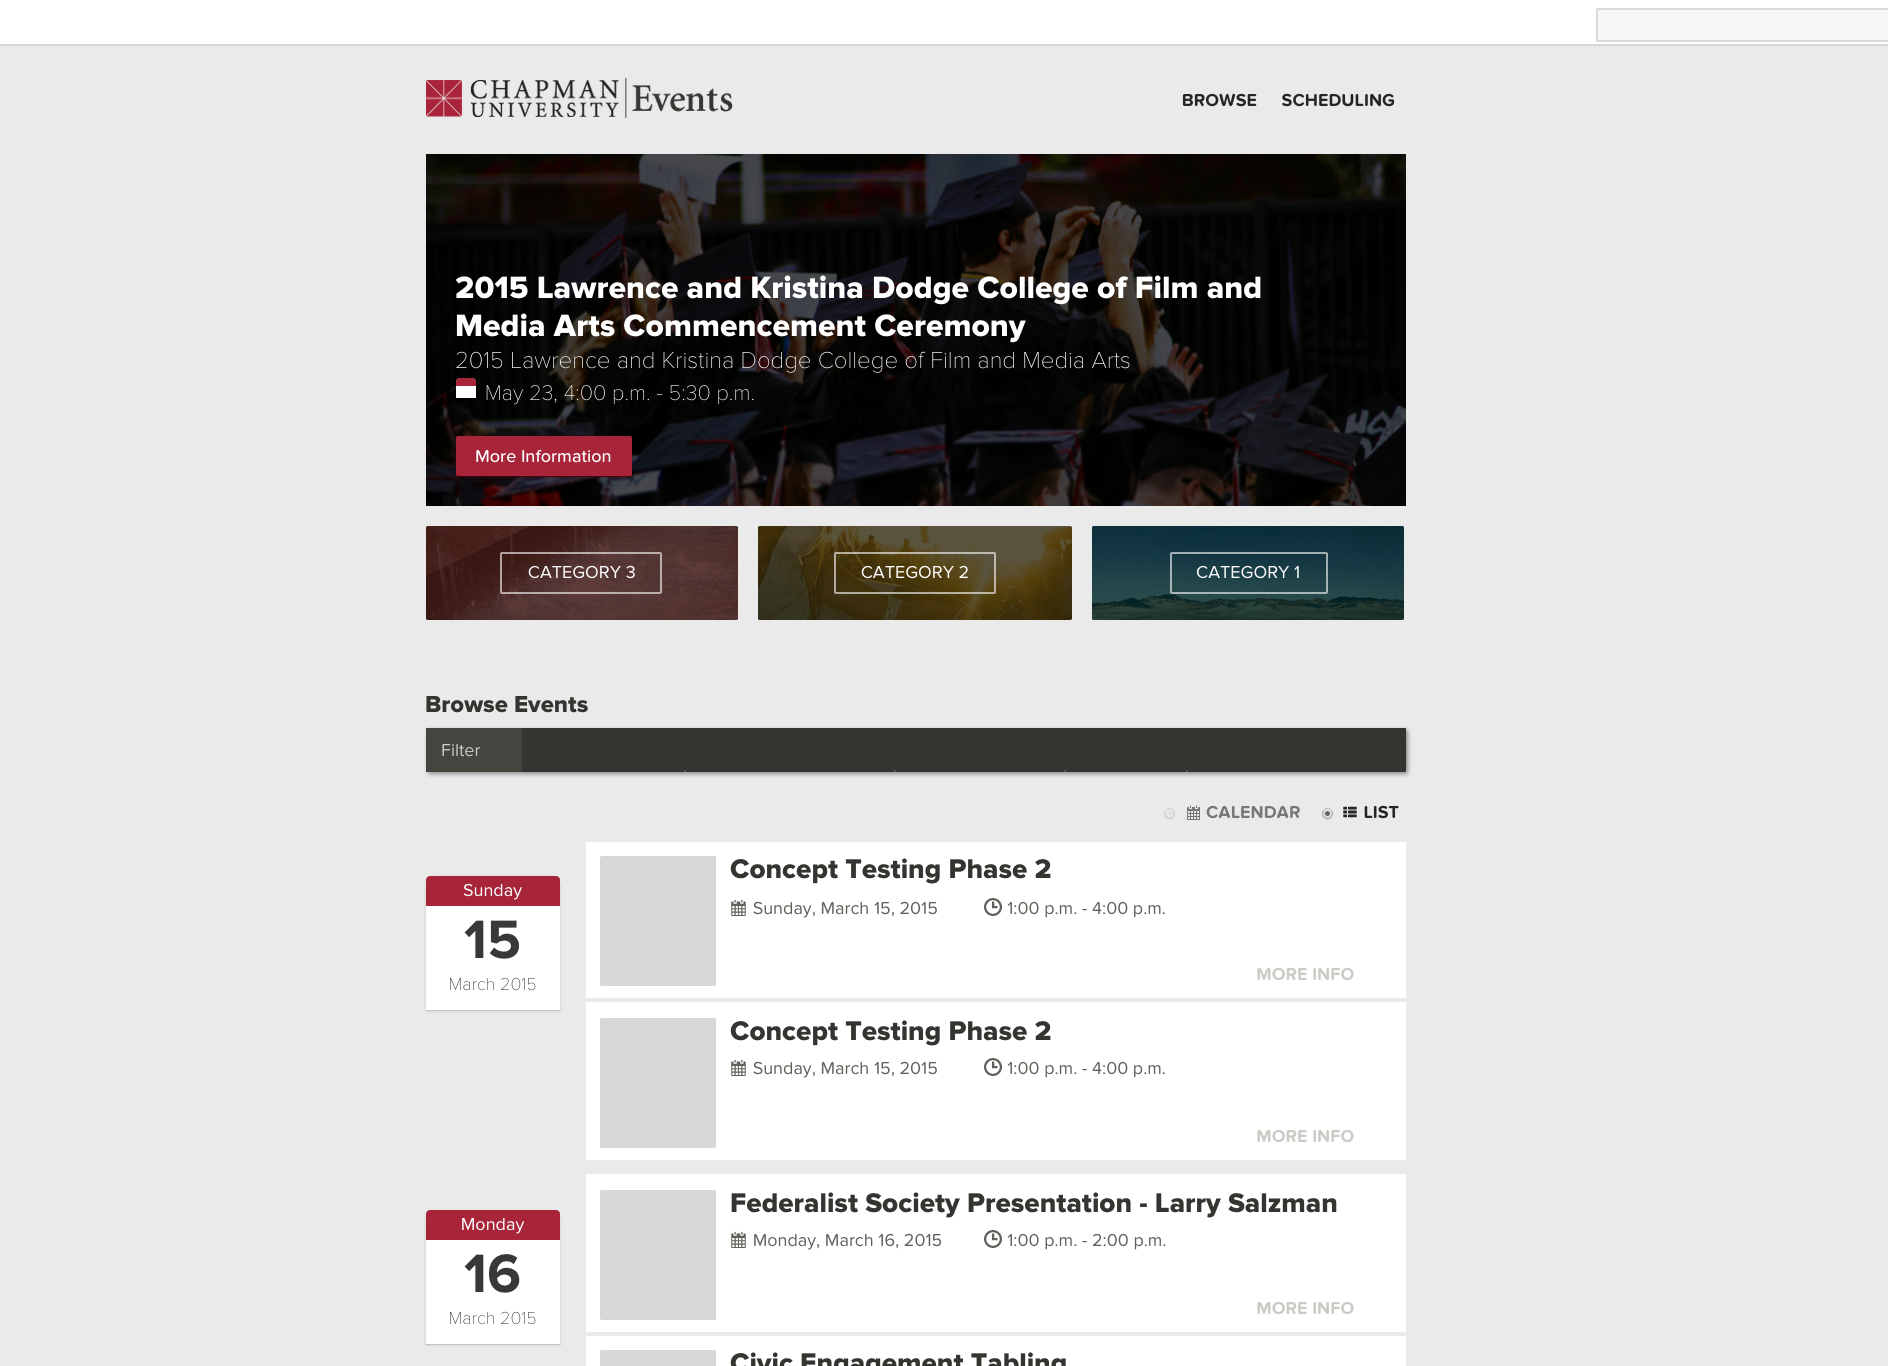 CHAPMAN
UNIVERSITY
Events
BROWSE
SCHEDULING
2015 Lawrence and Kristina Dodge College of Film and
Media Arts Commencement Ceremony
2015 Lawrence and Kristina Dodge College of Film and Media Arts
May 23, 4:00 p.m. - 5:30 p.m.
More Information
CATEGORY 3
CATEGORY 2
CATEGORY 1
Browse Events
Filter
CALENDAR
LIST
Sunday
15
March 2015
Concept Testing Phase 2
Sunday, March 15, 2015
1:00 p.m. - 4:00 p.m.
MORE INFO
Concept Testing Phase 2
Sunday, March 15, 2015
1:00 p.m. - 4:00 p.m.
MORE INFO
Monday
16
March 2015
Federalist Society Presentation - Larry Salzman
Monday, March 16, 2015
1:00 p.m. - 2:00 p.m.
MORE INFO
Civic Engagement Tabling